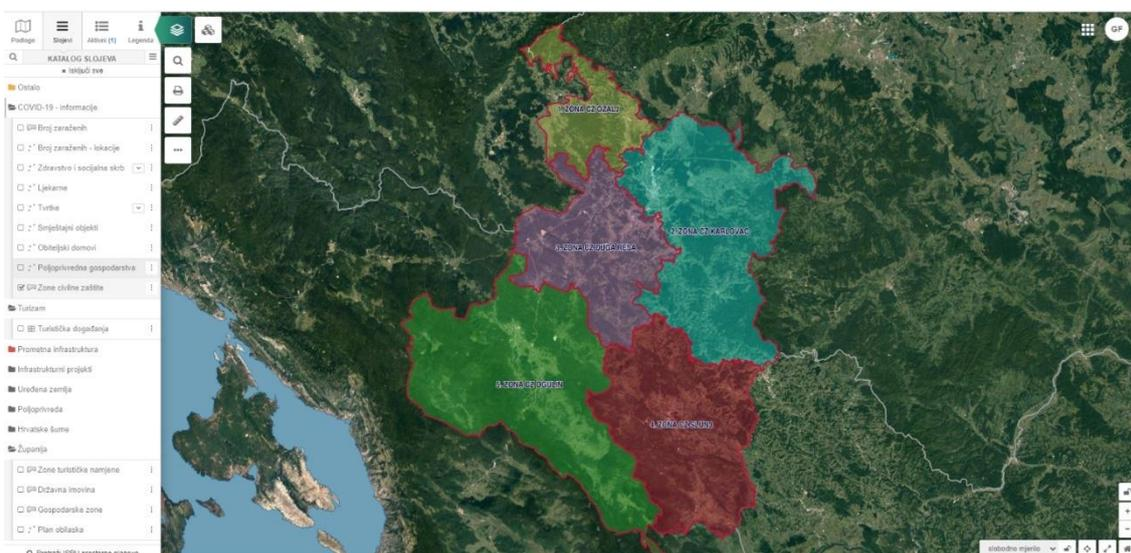 Podloge
Slojevi
Aktivni (1)
Legenda
GF
KATALOG SLOJEVA
× Isključi sve
Ostalo
COVID-19 - informacije
Broj zaraženih
Broj zaraženih - lokacije
Zdravstvo i socijalna skrb
Ljekarne
Tvrtke
Smještajni objekti
Obiteljski domovi
Poljoprivredna gospodarstva
Zone civilne zaštite
Turizam
Turistička događanja
Prometna infrastruktura
Infrastrukturni projekti
Uređena zemlja
Poljoprivreda
Hrvatske šume
Županija
Zone turističke namjene
Državna imovina
Gospodarske zone
Plan obilaska
1. ZONA CZ OZALJ
2. ZONA CZ KARLOVAC
3. ZONA CZ DUGA RESA
5. ZONA CZ OGULIN
4. ZONA CZ SLUNJ
slobodno mjerilo